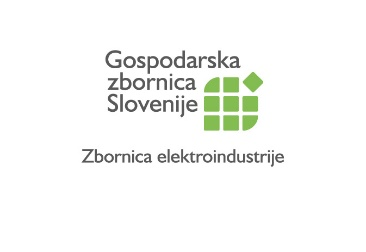 Gospodarska
zbornica
Slovenije
Zbornica elektroindustrije